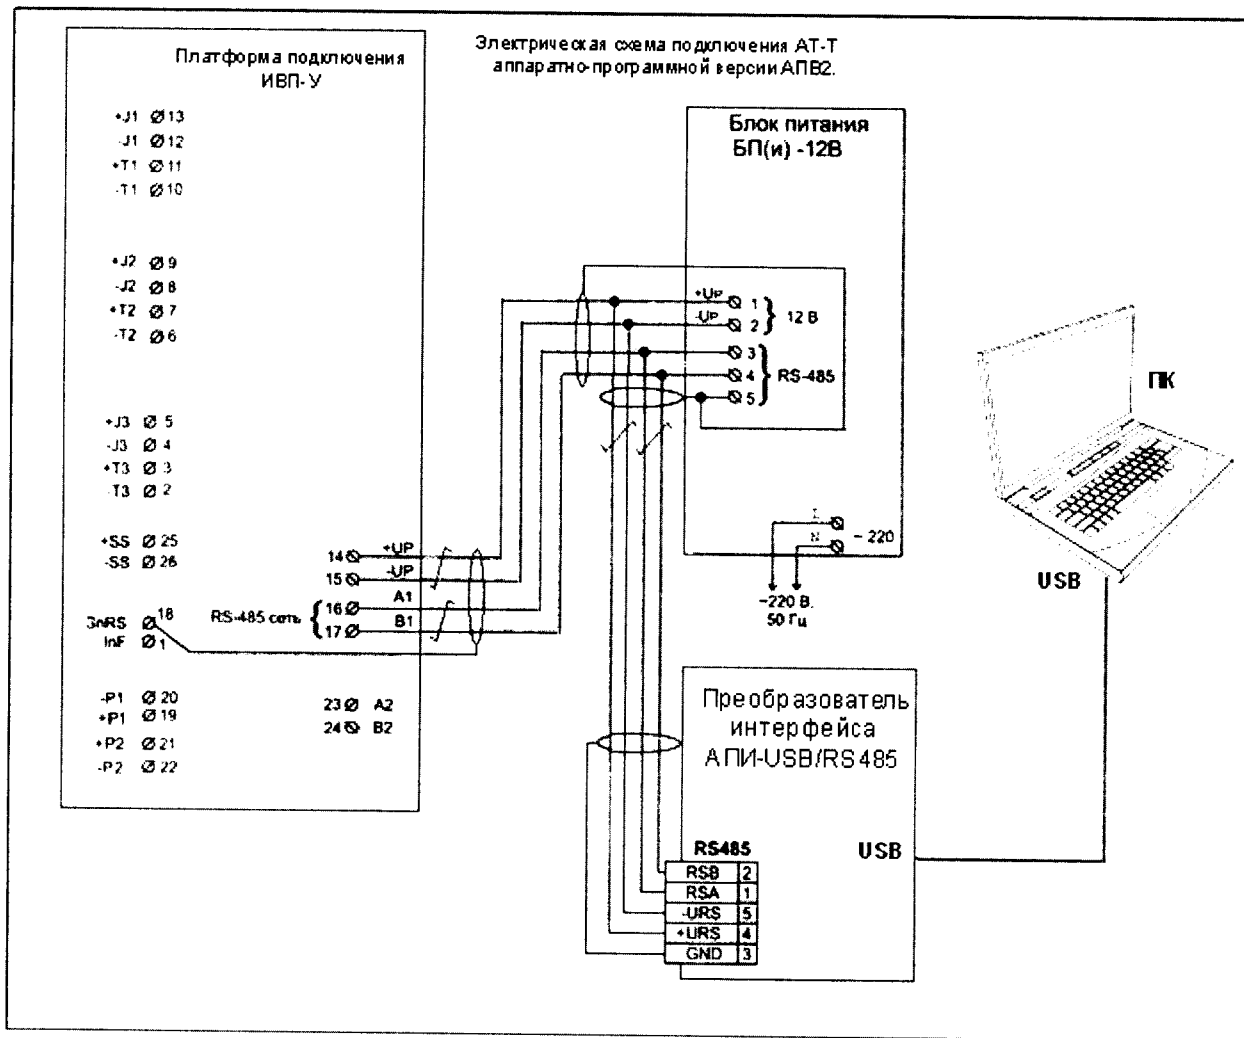 Электрическая схема подключения АТ-Т
аппаратно-программной версии АПВ2.
Платформа подключения
ИВП-У
+J1 13
-J1 12
+T1 11
-T1 10
+J2 9
-J2 8
+T2 7
-T2 6
+J3 5
-J3 4
+T3 3
-T3 2
+SS 25
-SS 26
GnRS 18
InF 1
-P1 20
+P1 19
+P2 21
-P2 22
14 +UP
15 -UP
RS-485 сеть
16 A1
17 B1
23 A2
24 B2
Блок питания
БП(и) -12В
+UP 1
-UP 2
12 В
3
4
5
RS-485
L
N
~ 220
~220 В.
50 Гц
ПК
USB
Преобразователь
интерфейса
АПИ-USB/RS485
USB
RS485
RSB 2
RSA 1
-URS 5
+URS 4
GND 3